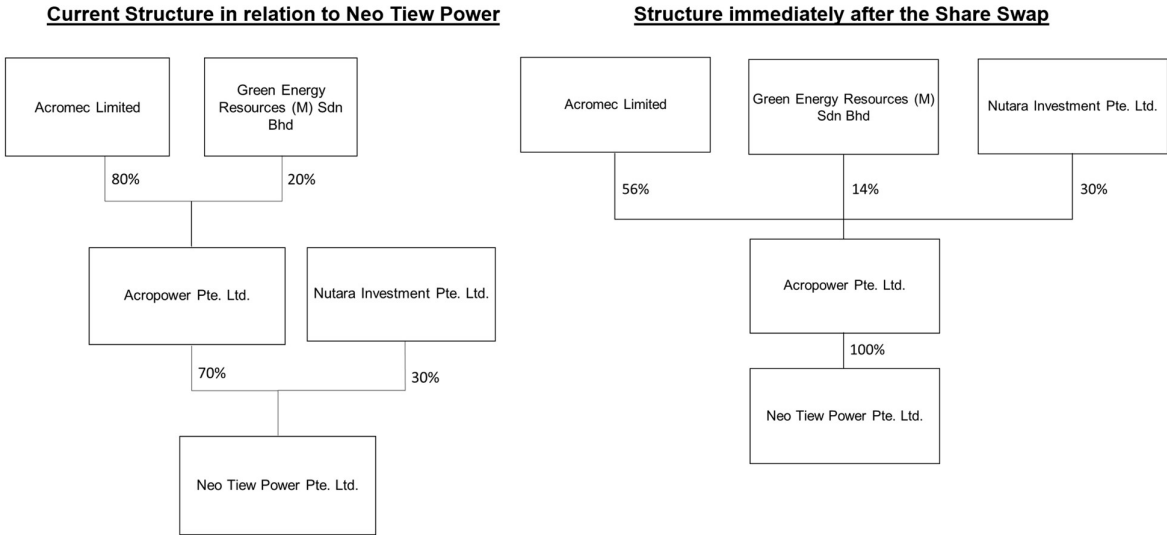 Current Structure in relation to Neo Tiew Power
Acromec Limited
Green Energy
Resources (M) Sdn
Bhd
80%
20%
Acropower Pte. Ltd.
Nutara Investment Pte. Ltd.
70%
30%
Neo Tiew Power Pte. Ltd.
Structure immediately after the Share Swap
Acromec Limited
Green Energy Resources (M)
Sdn Bhd
Nutara Investment Pte. Ltd.
56%
14%
30%
Acropower Pte. Ltd.
100%
Neo Tiew Power Pte. Ltd.